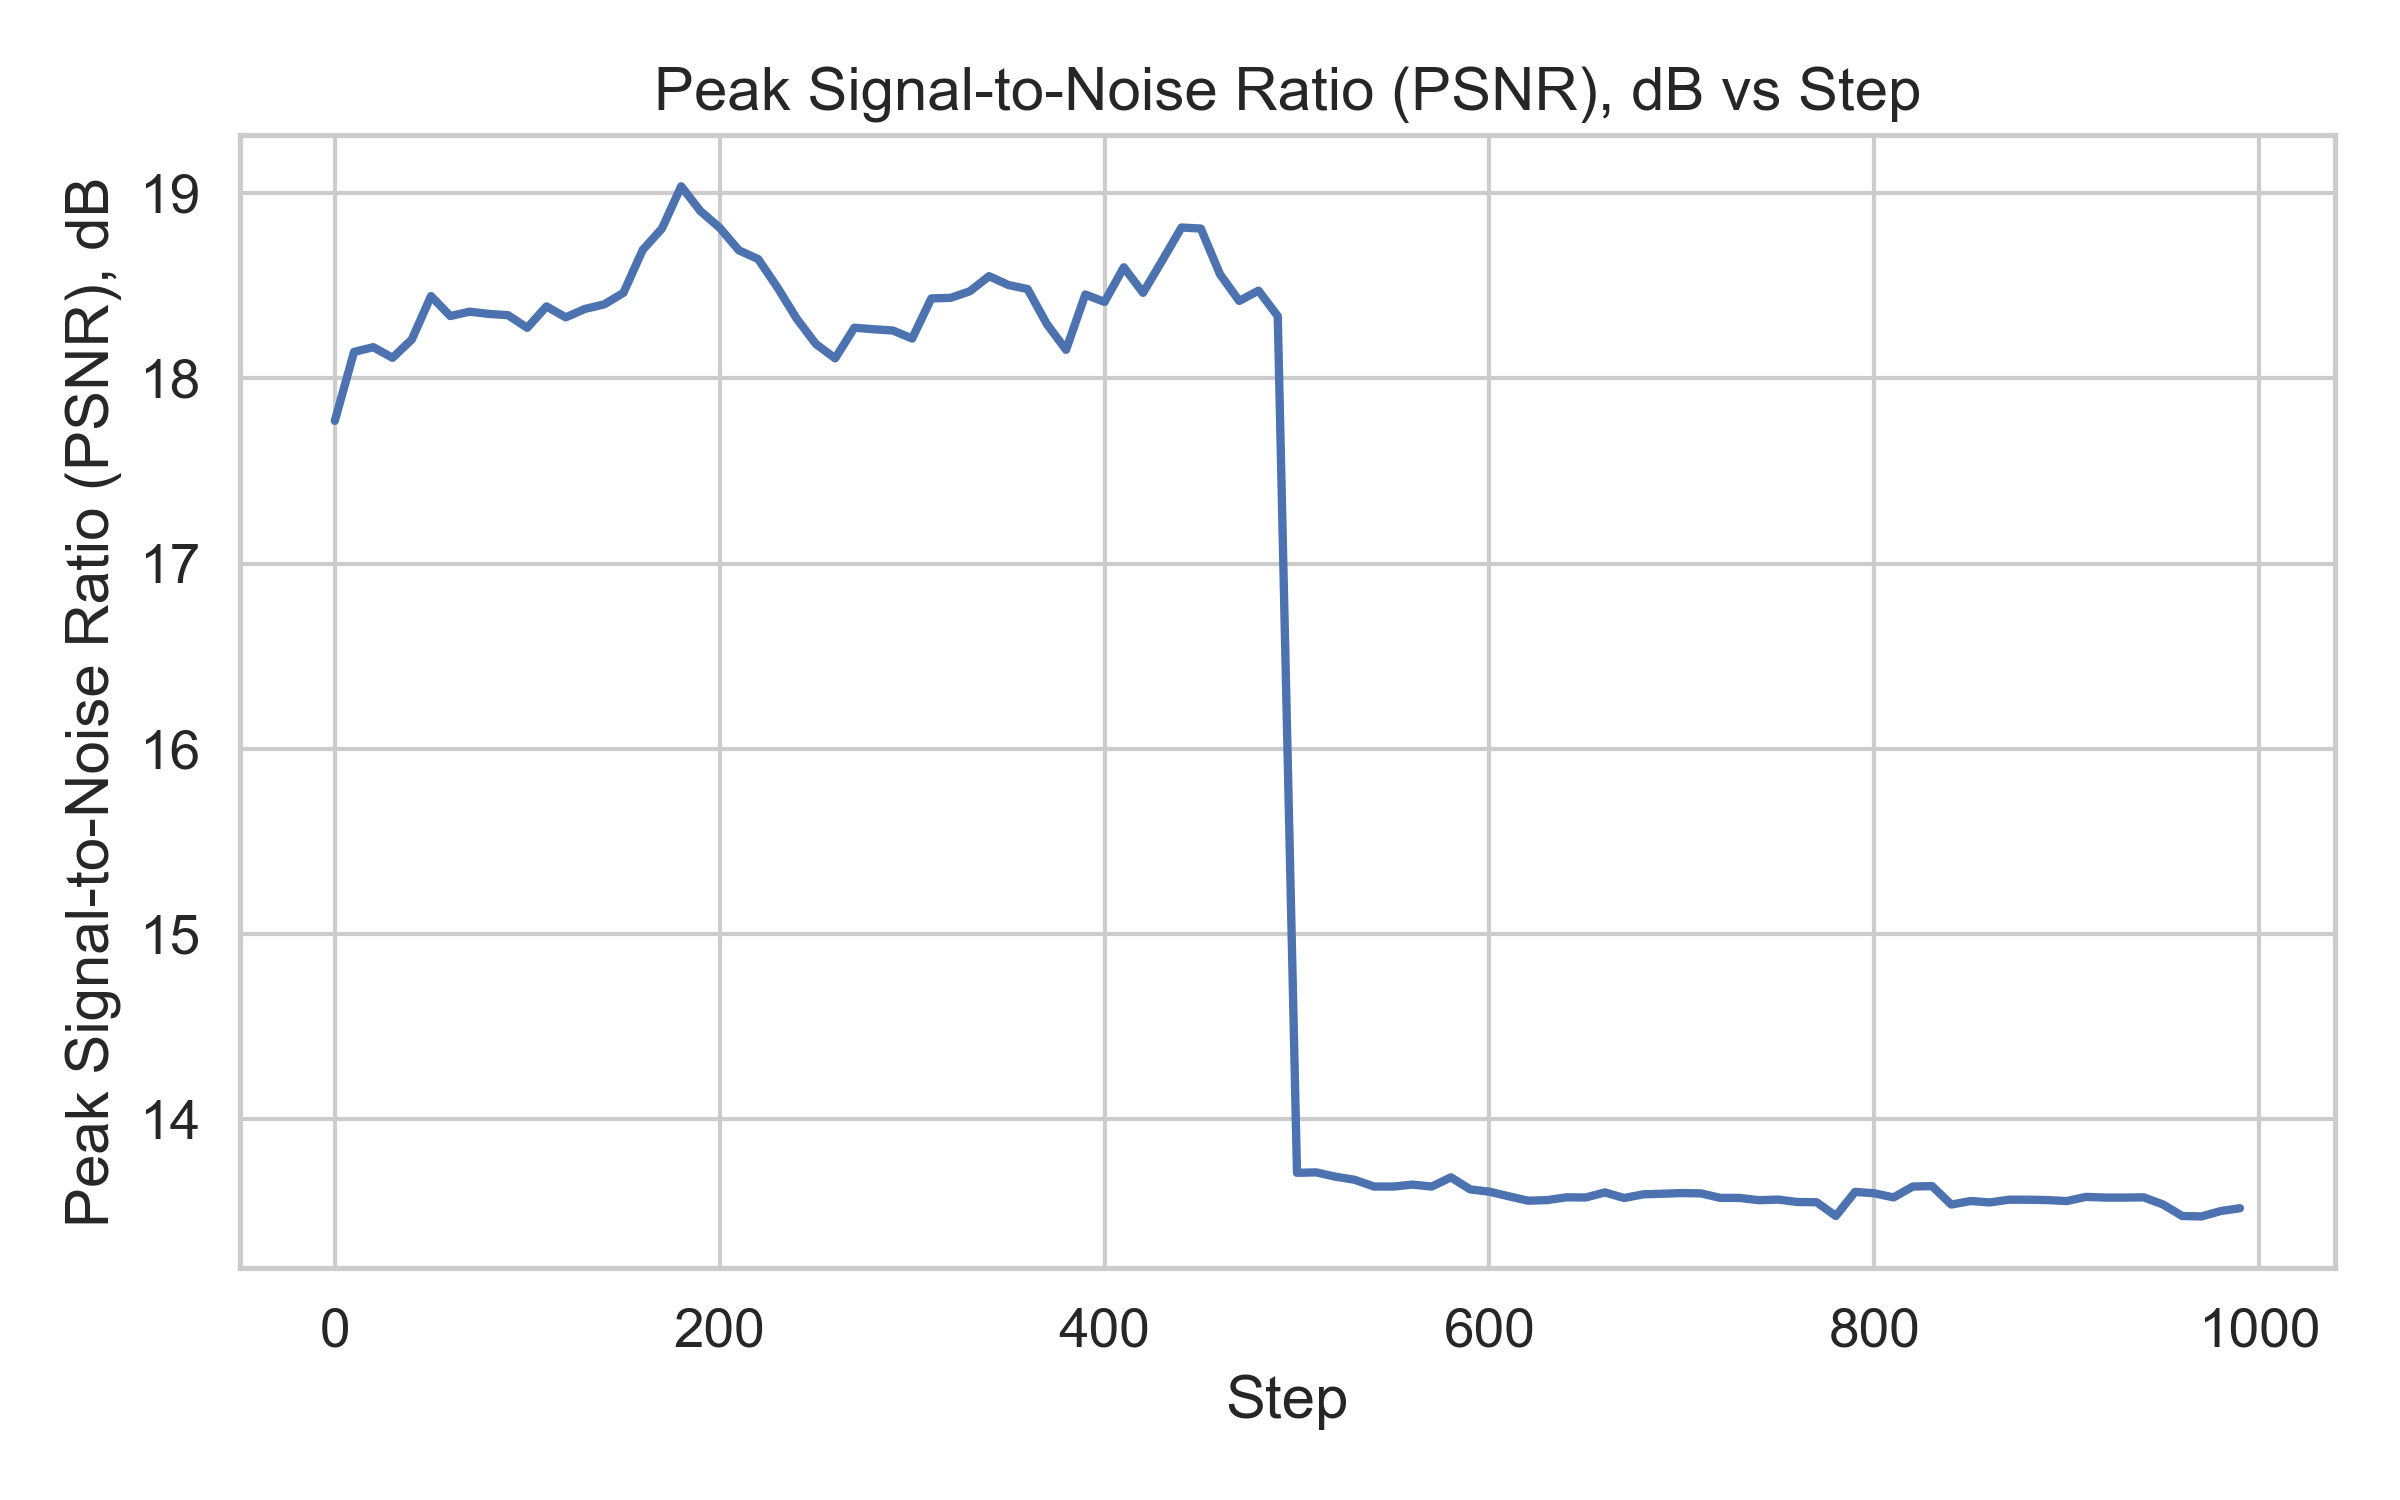 Peak Signal-to-Noise Ratio (PSNR), dB vs Step
Peak Signal-to-Noise Ratio (PSNR), dB
19
18
17
16
15
14
0 200 400 600 800 1000
Step